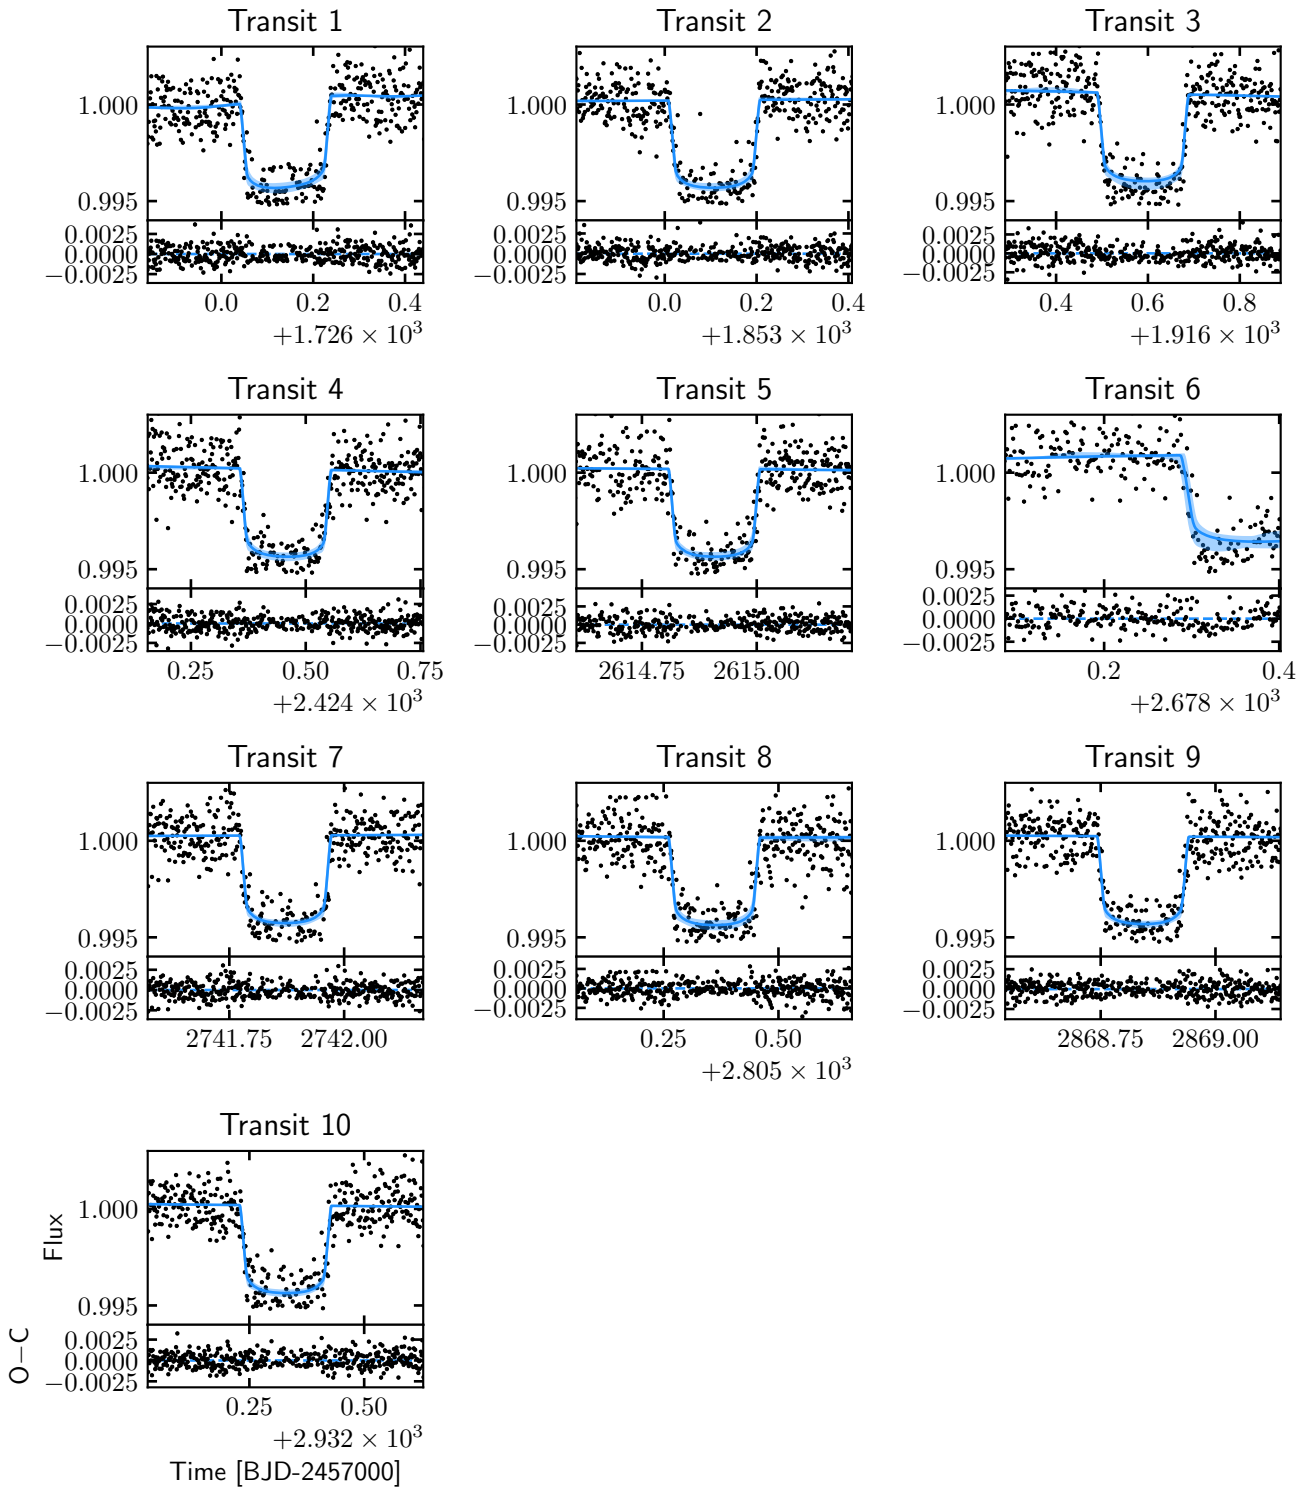 Transit 1
Transit 2
Transit 3
1.000
0.995
0.0025
0.0000
−0.0025
0.0 0.2 0.4
+1.726 × 10³
1.000
0.995
0.0025
0.0000
−0.0025
0.0 0.2 0.4
+1.853 × 10³
1.000
0.995
0.0025
0.0000
−0.0025
0.4 0.6 0.8
+1.916 × 10³
Transit 4
Transit 5
Transit 6
1.000
0.995
0.0025
0.0000
−0.0025
0.25 0.50 0.75
+2.424 × 10³
1.000
0.995
0.0025
0.0000
−0.0025
2614.75 2615.00
1.000
0.995
0.0025
0.0000
−0.0025
0.2 0.4
+2.678 × 10³
Transit 7
Transit 8
Transit 9
1.000
0.995
0.0025
0.0000
−0.0025
2741.75 2742.00
1.000
0.995
0.0025
0.0000
−0.0025
0.25 0.50
+2.805 × 10³
1.000
0.995
0.0025
0.0000
−0.0025
2868.75 2869.00
Transit 10
Flux
1.000
0.995
O−C
0.0025
0.0000
−0.0025
0.25 0.50
+2.932 × 10³
Time [BJD-2457000]